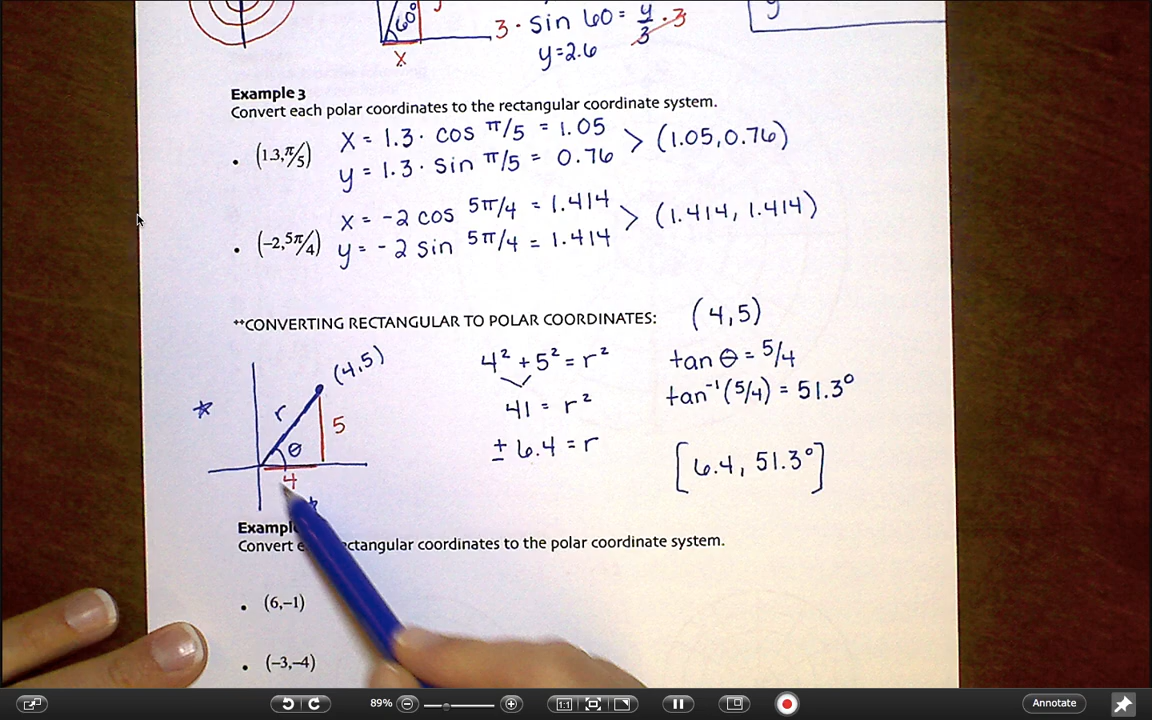 60°
x
3 · sin 60 = y/3 · 3
y=2.6
y
Example 3
Convert each polar coordinates to the rectangular coordinate system.
• (1.3,π/5)
x = 1.3 · cos π/5 = 1.05
y = 1.3 · sin π/5 = 0.76
> (1.05,0.76)
• (−2,5π/4)
x = -2 cos 5π/4 = 1.414
y = -2 sin 5π/4 = 1.414
> (1.414, 1.414)
**CONVERTING RECTANGULAR TO POLAR COORDINATES:
(4,5)
(4,5)
r
θ
5
4
4² + 5² = r²
41 = r²
± 6.4 = r
tan θ = 5/4
tan⁻¹(5/4) = 51.3°
[6.4, 51.3°]
Example
Convert ectangular coordinates to the polar coordinate system.
• (6,−1)
• (−3,−4)
89%
1:1
Annotate